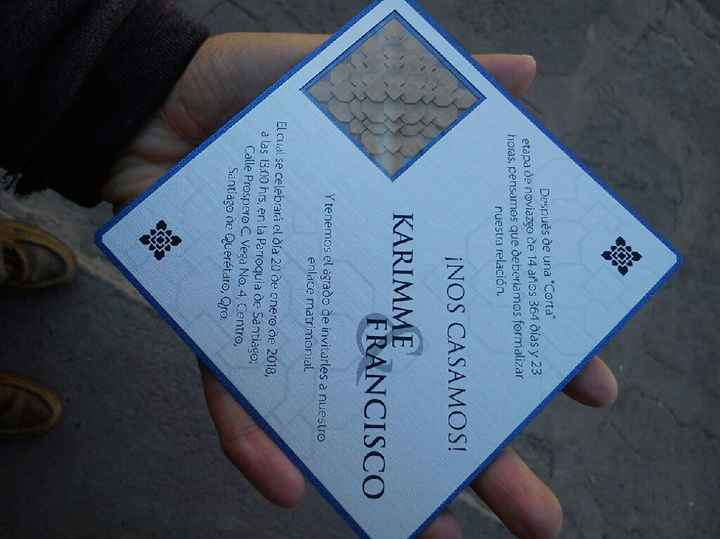 Después de una "Corta"
etapa de noviazgo de 14 años 364 días y 23
horas, pensamos que deberíamos formalizar
nuestra relación.
¡NOS CASAMOS!
KARIMME
&
FRANCISCO
Y tenemos el agrado de invitarles a nuestro
enlace matrimonial
El cual se celebrará el día 20 de enero de 2018,
a las 13:00 hrs, en la Parroquia de Santiago;
Calle Prospero C. Vega No. 4, Centro,
Santiago de Querétaro, Qro.